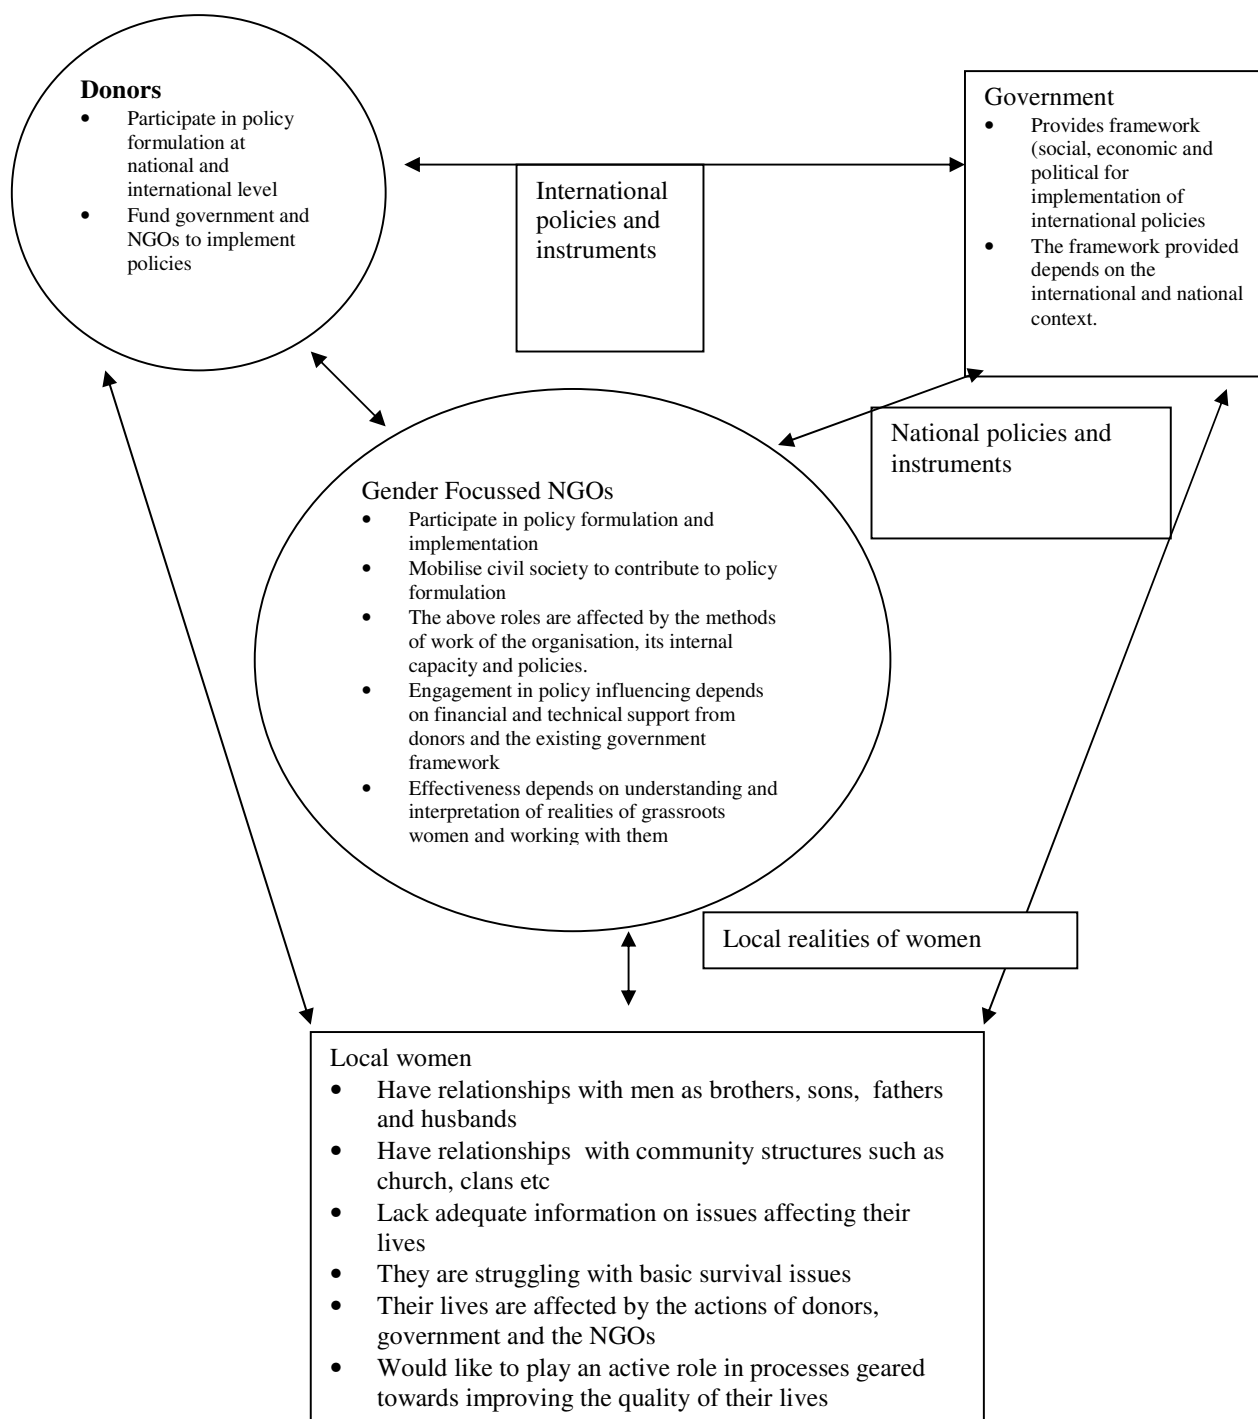 Donors
• Participate in policy
formulation at
national and
international level
• Fund government and
NGOs to implement
policies
International
policies and
instruments
Government
• Provides framework
(social, economic and
political for
implementation of
international policies
• The framework provided
depends on the
international and national
context.
National policies and
instruments
Gender Focussed NGOs
• Participate in policy formulation and
implementation
• Mobilise civil society to contribute to policy
formulation
• The above roles are affected by the methods
of work of the organisation, its internal
capacity and policies.
• Engagement in policy influencing depends
on financial and technical support from
donors and the existing government
framework
• Effectiveness depends on understanding and
interpretation of realities of grassroots
women and working with them
Local realities of women
Local women
• Have relationships with men as brothers, sons, fathers
and husbands
• Have relationships with community structures such as
church, clans etc
• Lack adequate information on issues affecting their
lives
• They are struggling with basic survival issues
• Their lives are affected by the actions of donors,
government and the NGOs
• Would like to play an active role in processes geared
towards improving the quality of their lives